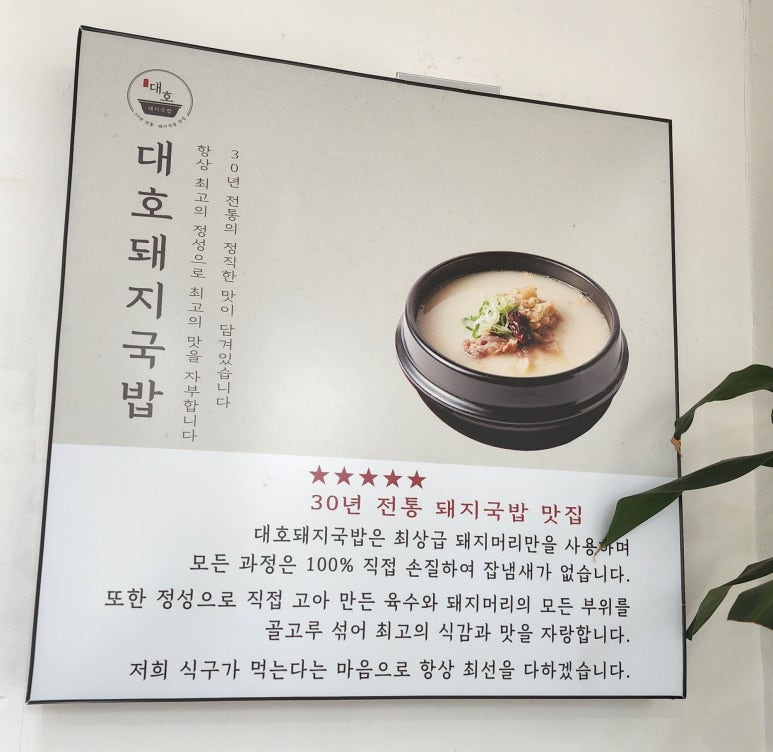 대호
돼지국밥
대호돼지국밥
30년 전통의 정직한 맛이 담겨있습니다
항상 최고의 정성으로 최고의 맛을 자부합니다
★★★★★
30년 전통 돼지국밥 맛집
대호돼지국밥은 최상급 돼지머리만을 사용하며
모든 과정은 100% 직접 손질하여 잡냄새가 없습니다.
또한 정성으로 직접 고아 만든 육수와 돼지머리의 모든 부위를
골고루 섞어 최고의 식감과 맛을 자랑합니다.
저희 식구가 먹는다는 마음으로 항상 최선을 다하겠습니다.